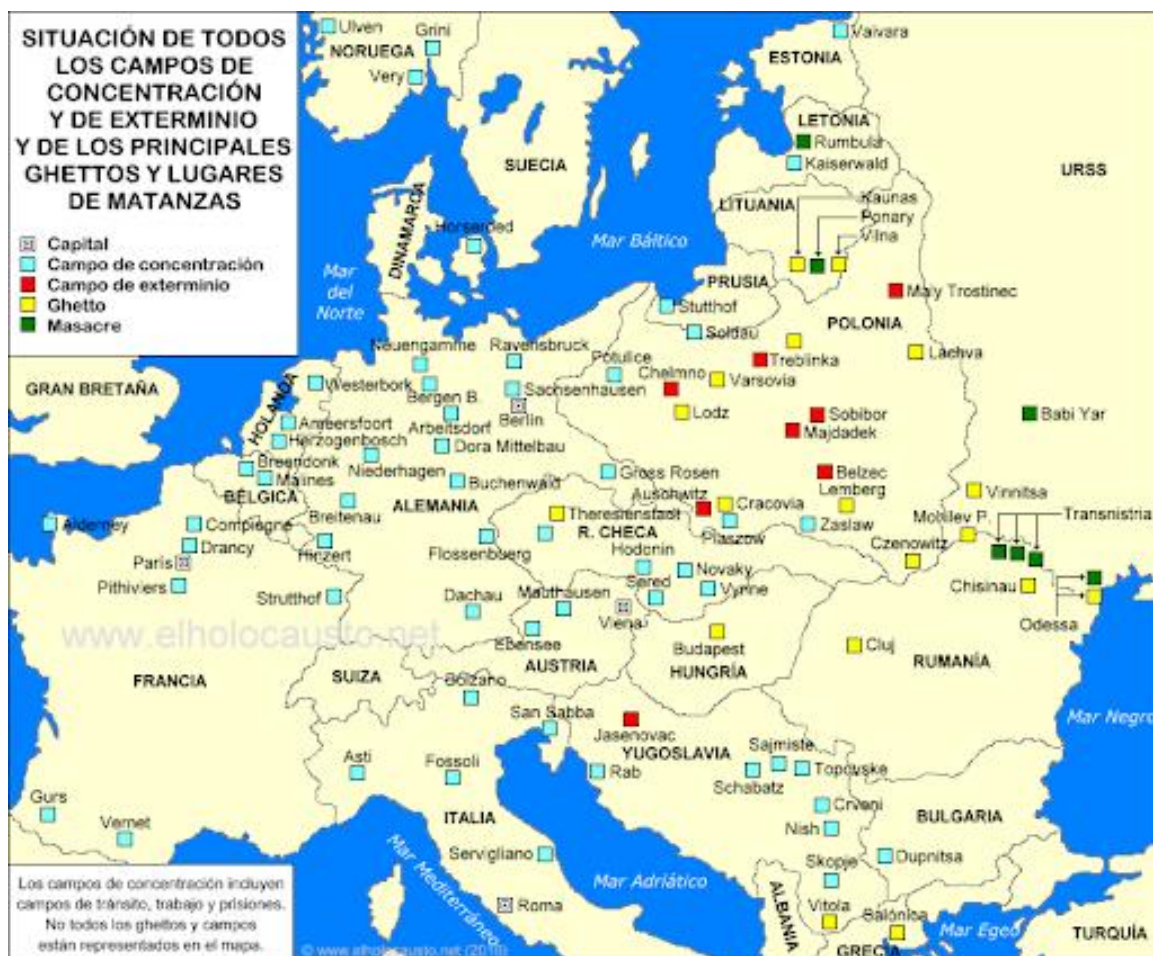 SITUACIÓN DE TODOS
LOS CAMPOS DE
CONCENTRACIÓN
Y DE EXTERMINIO
Y DE LOS PRINCIPALES
GHETTOS Y LUGARES
DE MATANZAS
Capital
Campo de concentración
Campo de exterminio
Ghetto
Masacre
Ulven
Grini
NORUEGA
Very
SUECIA
Vaivara
ESTONIA
LETONIA
Rumbula
Kaiserwald
URSS
LITUANIA
Kaunas
Ponary
Vilna
DINAMARCA
Horserded
Mar Báltico
Mar
del
Norte
PRUSIA
Maly Trostinec
Stutthof
Soldau
POLONIA
Lachva
Neuengamme
Ravensbruck
Potulice
Treblinka
Chelmno
Varsovia
GRAN BRETAÑA
HOLANDA
Westerbork
Bergen B.
Sachsenhausen
Berlin
Lodz
Sobibor
Majdadek
Babi Yar
Amersfoort
Arbeitsdorf
Herzogenbosch
Dora Mittelbau
Breendonk
Niederhagen
Malines
Buchenwald
Gross Rosen
Belzec
BÉLGICA
ALEMANIA
Auschwitz
Lemberg
Vinnitsa
Breitenau
Theresienstadt
Cracovia
Mohilev P.
Transnistria
Alderney
Compiegne
R. CHECA
Plaszow
Zaslaw
Drancy
Hinzert
Flossenbuerg
Hodonin
Czenowitz
Paris
Novaky
Pithiviers
Strutthof
Dachau
Mauthausen
Sered
Vynne
Chisinau
Viena
Odessa
www.elholocausto.net
Ebensee
Budapest
Cluj
AUSTRIA
HUNGRÍA
RUMANÍA
FRANCIA
SUIZA
Bolzano
San Sabba
Jasenovac
Mar Negro
YUGOSLAVIA
Sajmiste
Asti
Fossoli
Rab
Schabatz
Topovske
Gurs
ITALIA
Crveni
BULGARIA
Vernet
Nish
Servigliano
Skopje
Dupnitsa
Mar Mediterráneo
Mar Adriático
ALBANIA
Roma
Vitola
Salónica
Mar Egeo
TURQUÍA
GRECIA
Los campos de concentración incluyen
campos de tránsito, trabajo y prisiones.
No todos los ghettos y campos
están representados en el mapa.
© www.elholocausto.net